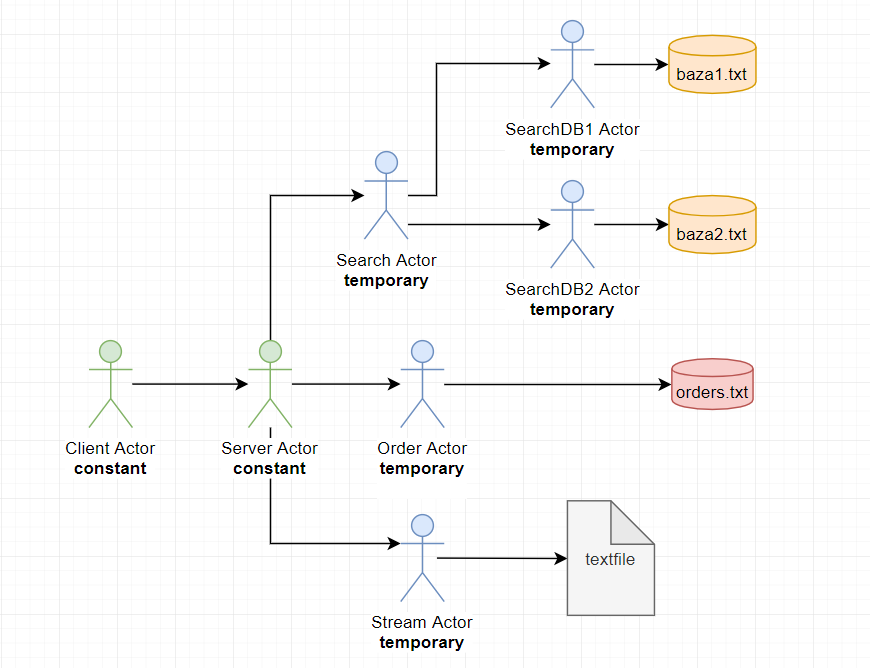 baza1.txt
SearchDB1 Actor
temporary
Search Actor
temporary
baza2.txt
SearchDB2 Actor
temporary
orders.txt
Client Actor
constant
Server Actor
constant
Order Actor
temporary
textfile
Stream Actor
temporary